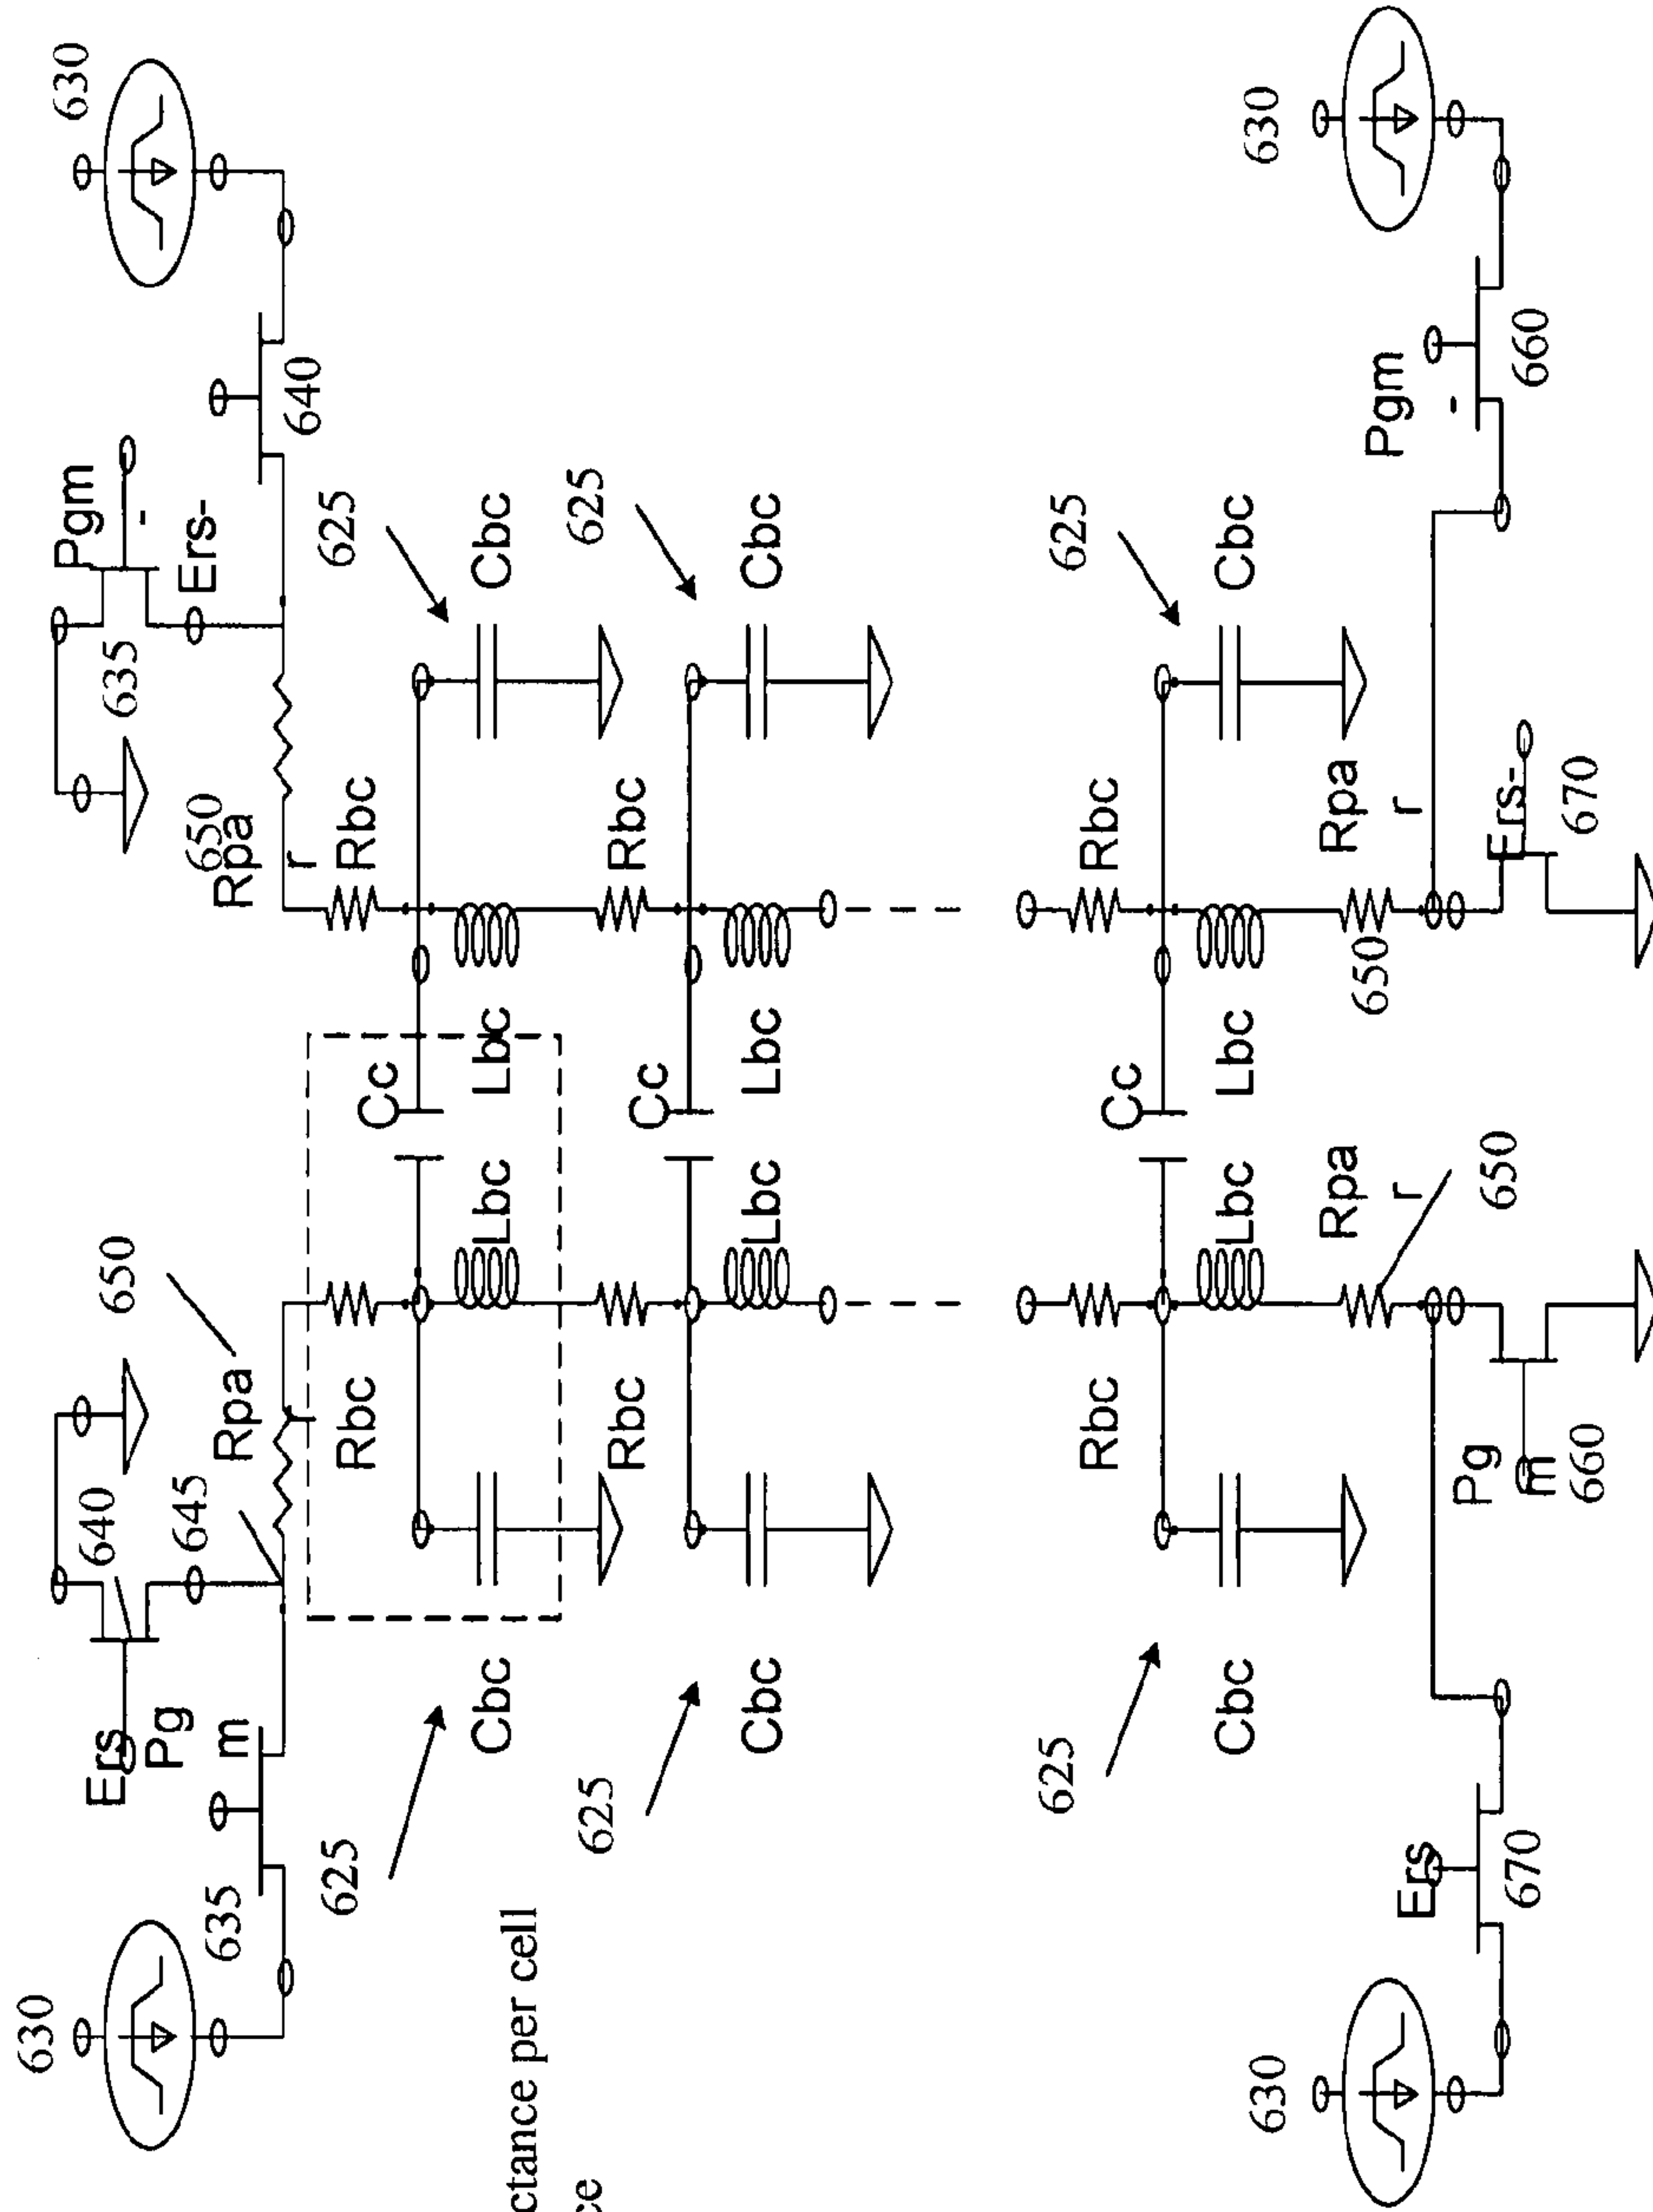 630
630
Pgm
-
Ers
640
650
635
Pg
m
645
Ers-
650
635
Rpa
r
Rpa
r
640
625
Rbc
Rbc
625
Cc
Cbc
Lbc
Lbc
Cbc
ctance per cell
ce
625
625
Rbc
Rbc
Cc
Cbc
Lbc
Lbc
Cbc
625
625
Rbc
Rbc
Cc
Cbc
Lbc
Lbc
Cbc
630
630
Rpa
r
Rpa
r
650
Pgm
-
Ers
Pg
m
650
Ers-
670
660
660
670